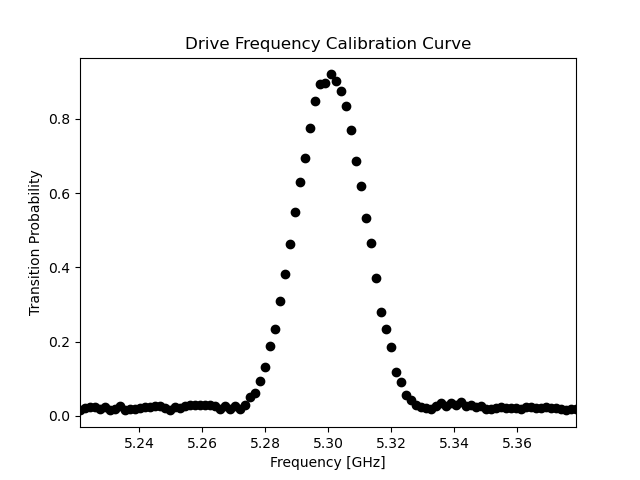 Drive Frequency Calibration Curve
Transition Probability
0.8
0.6
0.4
0.2
0.0
5.24 5.26 5.28 5.30 5.32 5.34 5.36
Frequency [GHz]